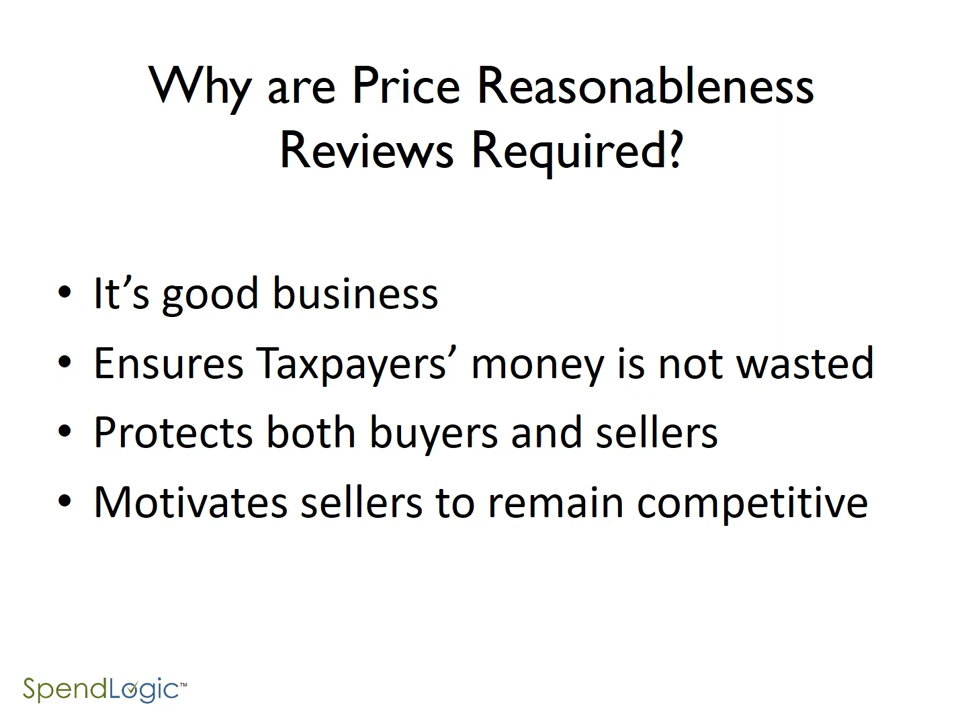 Why are Price Reasonableness
Reviews Required?
• It’s good business
• Ensures Taxpayers’ money is not wasted
• Protects both buyers and sellers
• Motivates sellers to remain competitive
SpendLogic™